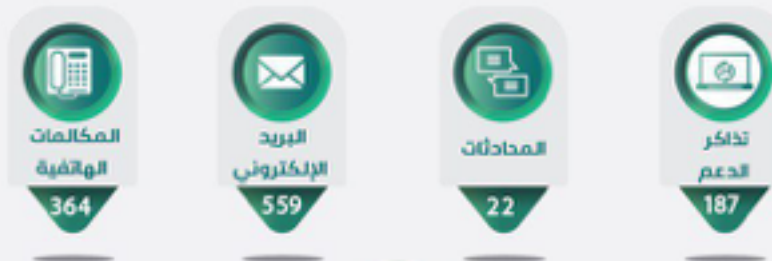 تذاكر
الدعم
187
المحادثات
22
البريد
الإلكتروني
559
المكالمات
الهاتفية
364